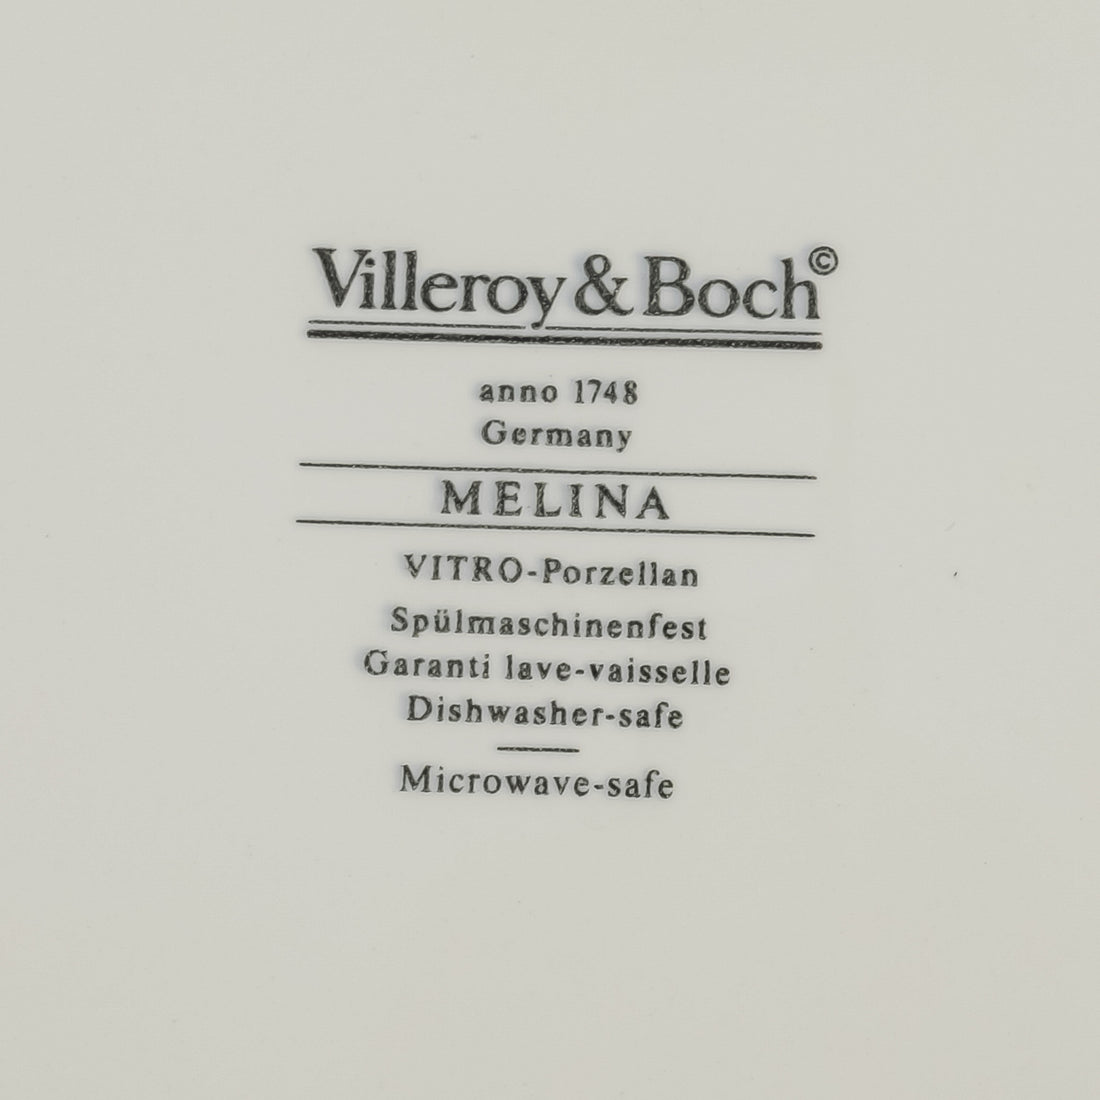 Villeroy & Boch©
anno 1748
Germany
MELINA
VITRO-Porzellan
Spülmaschinenfest
Garanti lave-vaisselle
Dishwasher-safe
Microwave-safe